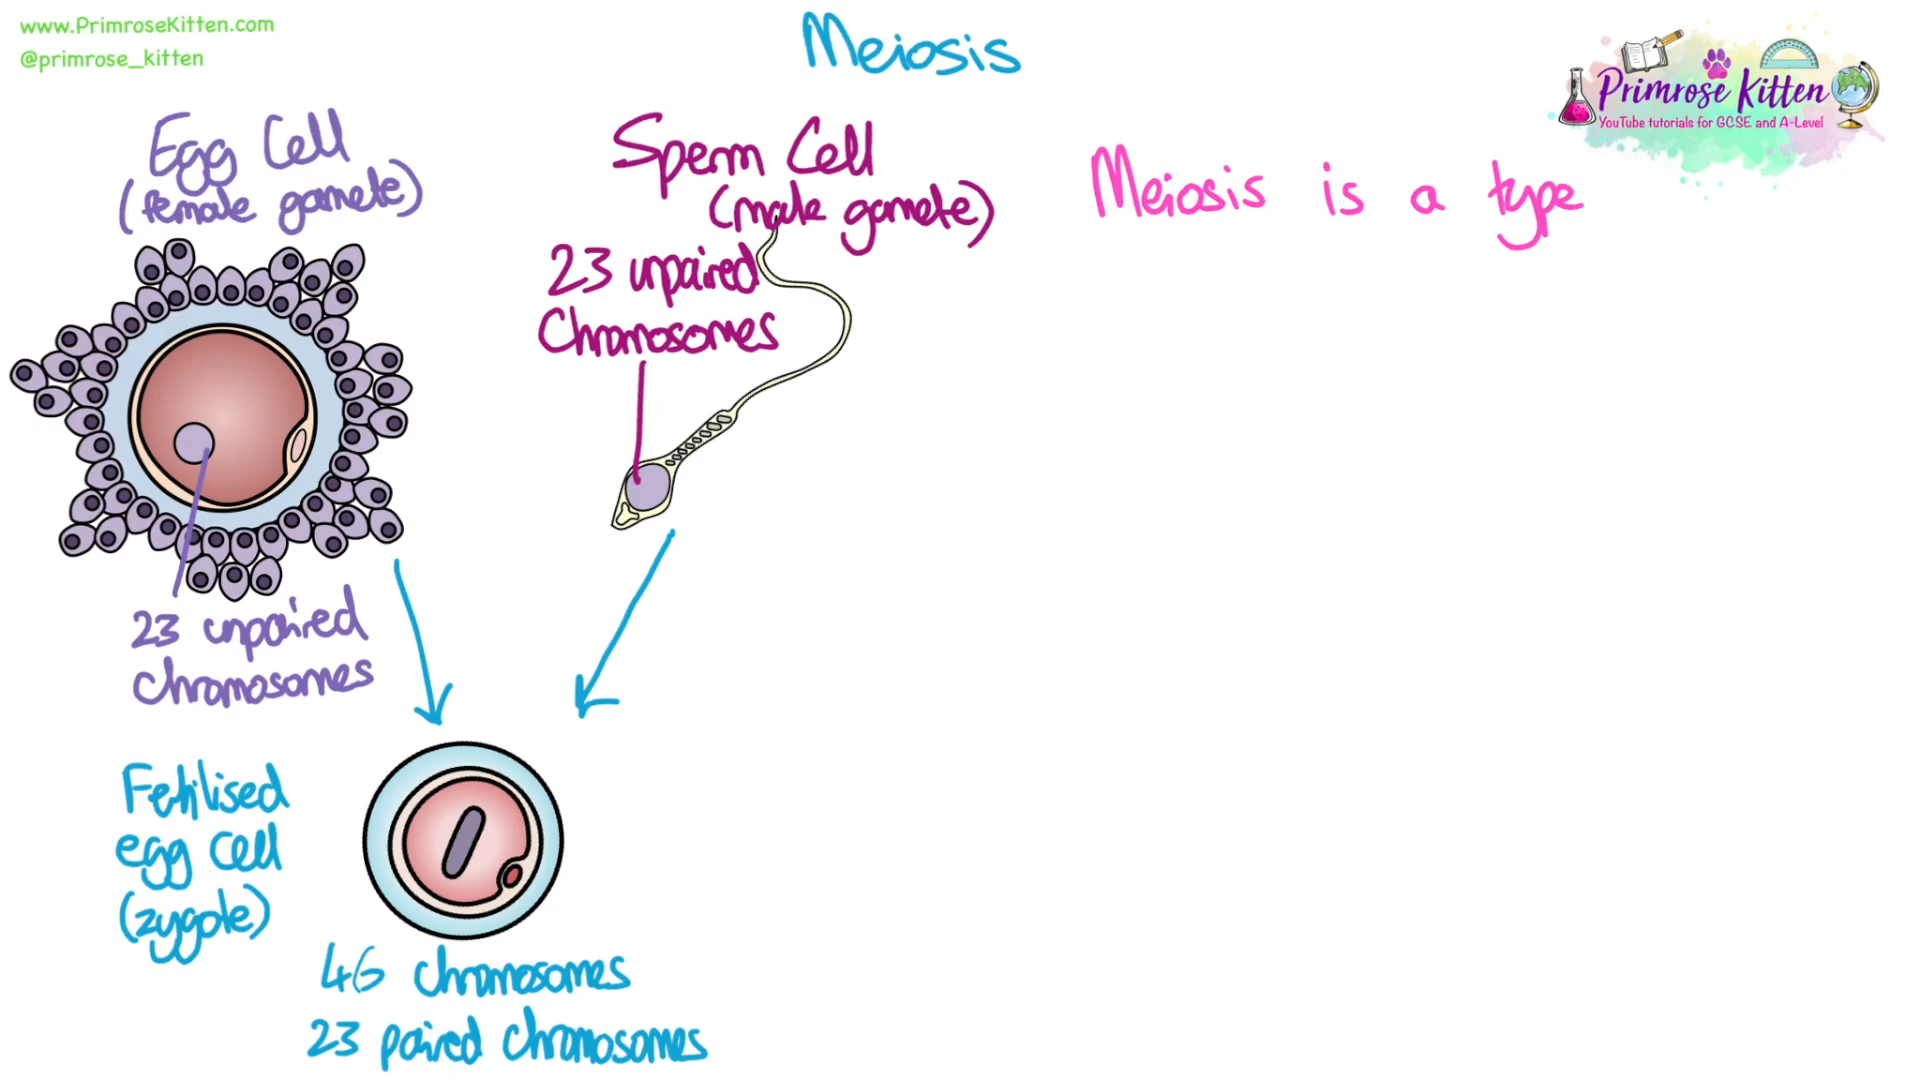 www.PrimroseKitten.com
@primrose_kitten
Meiosis
Primrose Kitten
YouTube tutorials for GCSE and A-Level
Egg Cell
(female gamete)
23 unpaired
chromosomes
Sperm Cell
(male gamete)
23 unpaired
Chromosomes
Meiosis is a type
Fetilised
egg cell
(zygote)
46 chromosomes
23 paired chromosomes